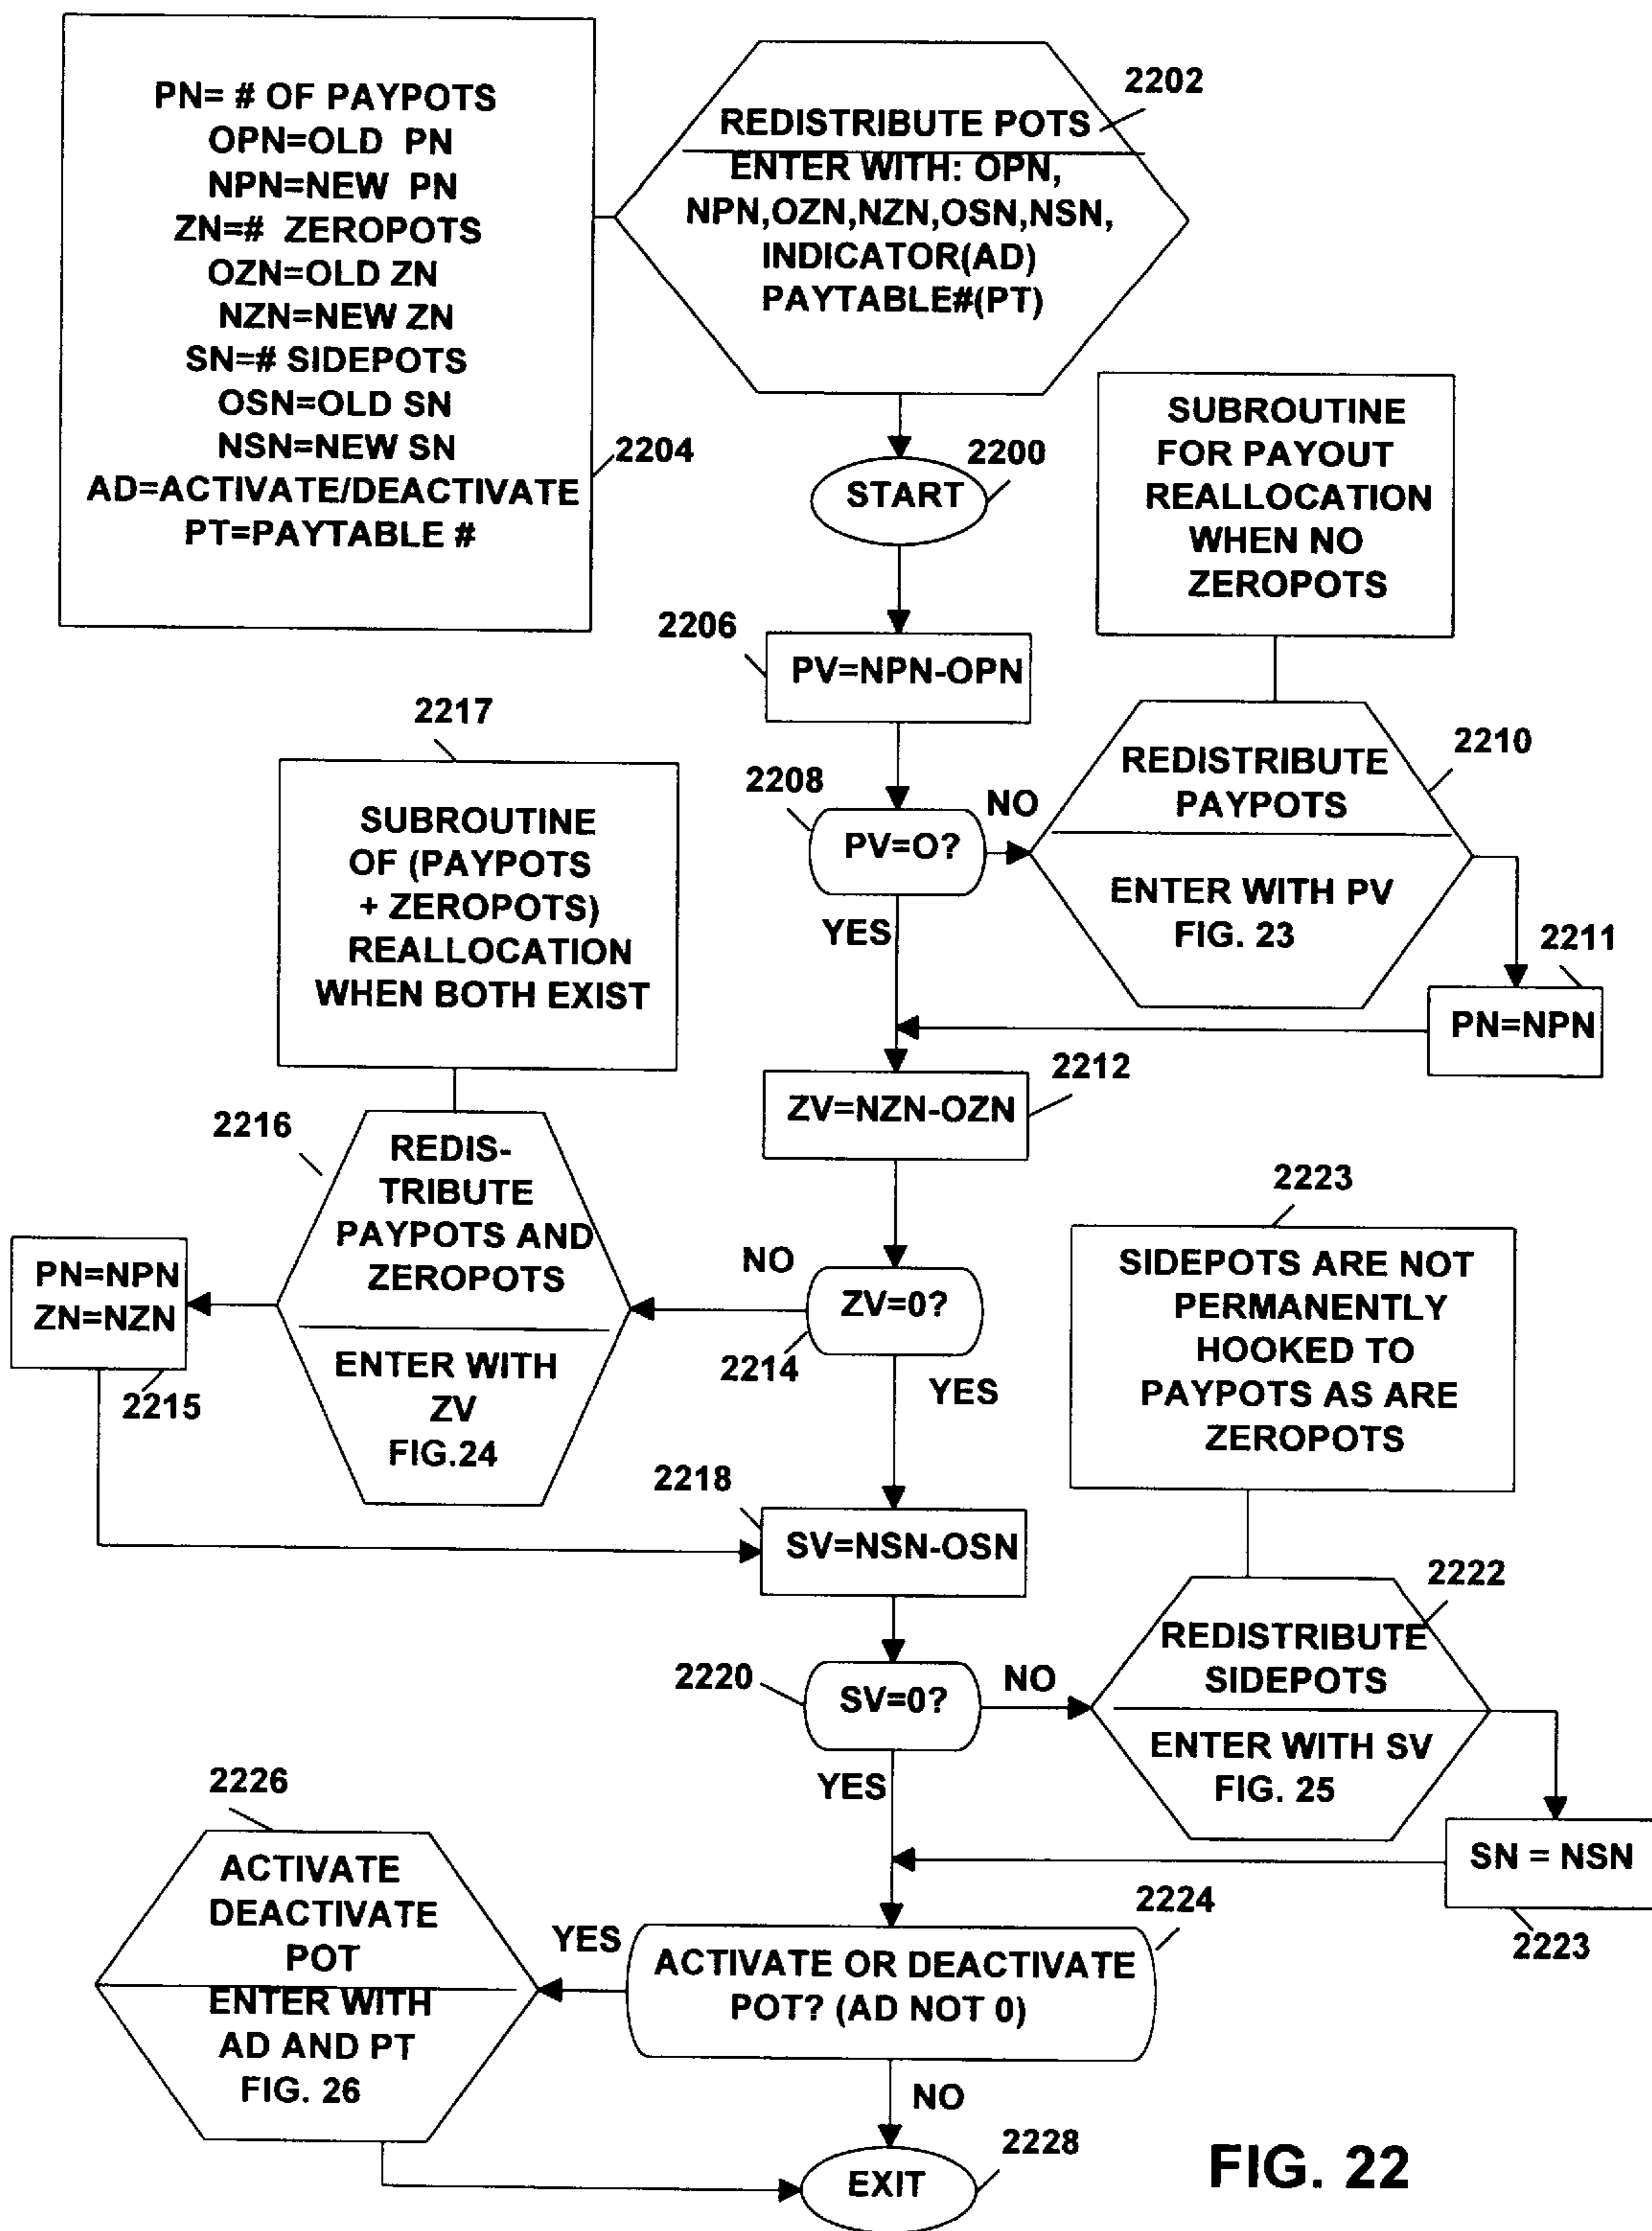 PN= # OF PAYPOTS
OPN=OLD PN
NPN=NEW PN
ZN=# ZEROPOTS
OZN=OLD ZN
NZN=NEW ZN
SN=# SIDEPOTS
OSN=OLD SN
NSN=NEW SN
AD=ACTIVATE/DEACTIVATE
PT=PAYTABLE #
2204
2202
REDISTRIBUTE POTS
ENTER WITH: OPN,
NPN,OZN,NZN,OSN,NSN,
INDICATOR(AD)
PAYTABLE#(PT)
2200
START
SUBROUTINE
FOR PAYOUT
REALLOCATION
WHEN NO
ZEROPOTS
2206
PV=NPN-OPN
2208
PV=O?
NO
YES
2210
REDISTRIBUTE
PAYPOTS
ENTER WITH PV
FIG. 23
2211
PN=NPN
2217
SUBROUTINE
OF (PAYPOTS
+ ZEROPOTS)
REALLOCATION
WHEN BOTH EXIST
2212
ZV=NZN-OZN
2216
REDIS-
TRIBUTE
PAYPOTS AND
ZEROPOTS
ENTER WITH
ZV
FIG.24
NO
ZV=0?
2214
YES
PN=NPN
ZN=NZN
2215
2223
SIDEPOTS ARE NOT
PERMANENTLY
HOOKED TO
PAYPOTS AS ARE
ZEROPOTS
2218
SV=NSN-OSN
2220
SV=0?
NO
YES
2222
REDISTRIBUTE
SIDEPOTS
ENTER WITH SV
FIG. 25
SN = NSN
2223
2226
ACTIVATE
DEACTIVATE
POT
ENTER WITH
AD AND PT
FIG. 26
YES
2224
ACTIVATE OR DEACTIVATE
POT? (AD NOT 0)
NO
2228
EXIT
FIG. 22